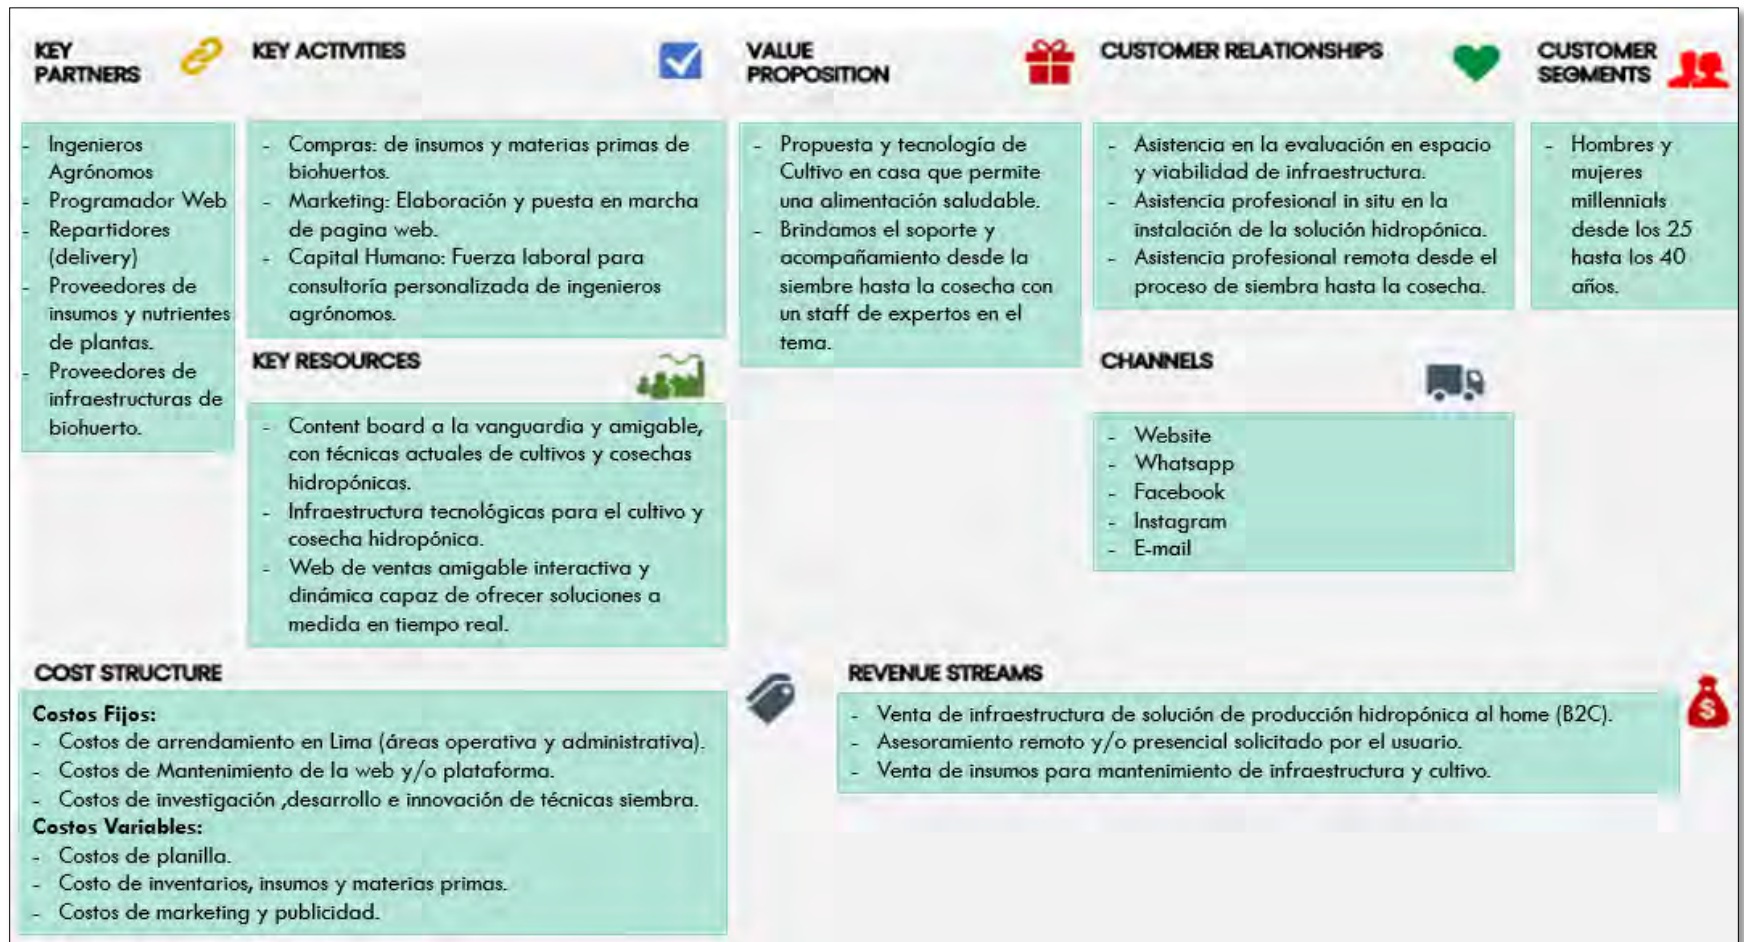 KEY
PARTNERS
- Ingenieros
Agrónomos
- Programador Web
- Repartidores
(delivery)
- Proveedores de
insumos y nutrientes
de plantas.
- Proveedores de
infraestructuras de
biohuerto.
KEY ACTIVITIES
- Compras: de insumos y materias primas de
biohuertos.
- Marketing: Elaboración y puesta en marcha
de pagina web.
- Capital Humano: Fuerza laboral para
consultoría personalizada de ingenieros
agrónomos.
KEY RESOURCES
- Content board a la vanguardia y amigable,
con técnicas actuales de cultivos y cosechas
hidropónicas.
- Infraestructura tecnológicas para el cultivo y
cosecha hidropónica.
- Web de ventas amigable interactiva y
dinámica capaz de ofrecer soluciones a
medida en tiempo real.
VALUE
PROPOSITION
- Propuesta y tecnología de
Cultivo en casa que permite
una alimentación saludable.
- Brindamos el soporte y
acompañamiento desde la
siembre hasta la cosecha con
un staff de expertos en el
tema.
CUSTOMER RELATIONSHIPS
- Asistencia en la evaluación en espacio
y viabilidad de infraestructura.
- Asistencia profesional in situ en la
instalación de la solución hidropónica.
- Asistencia profesional remota desde el
proceso de siembra hasta la cosecha.
CHANNELS
- Website
- Whatsapp
- Facebook
- Instagram
- E-mail
CUSTOMER
SEGMENTS
- Hombres y
mujeres
millennials
desde los 25
hasta los 40
años.
COST STRUCTURE
Costos Fijos:
- Costos de arrendamiento en Lima (áreas operativa y administrativa).
- Costos de Mantenimiento de la web y/o plataforma.
- Costos de investigación ,desarrollo e innovación de técnicas siembra.
Costos Variables:
- Costos de planilla.
- Costo de inventarios, insumos y materias primas.
- Costos de marketing y publicidad.
REVENUE STREAMS
- Venta de infraestructura de solución de producción hidropónica al home (B2C).
- Asesoramiento remoto y/o presencial solicitado por el usuario.
- Venta de insumos para mantenimiento de infraestructura y cultivo.
$